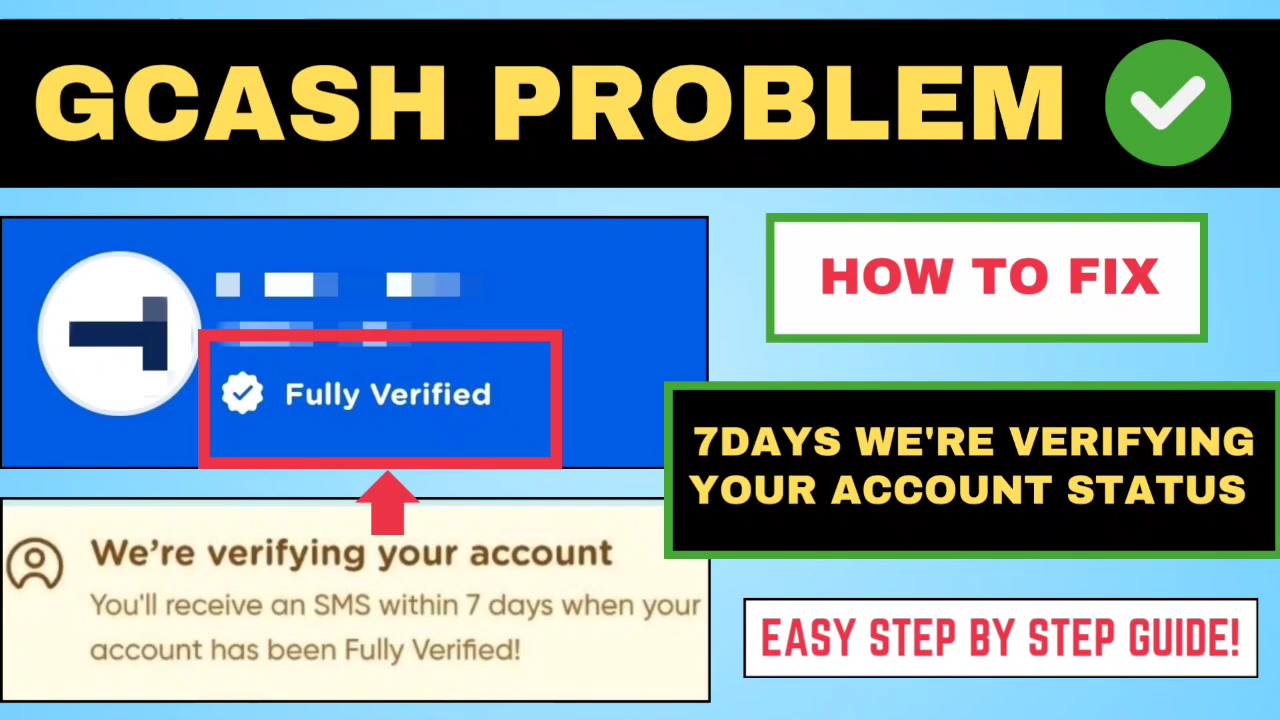 GCASH PROBLEM
HOW TO FIX
Fully Verified
7DAYS WE'RE VERIFYING
YOUR ACCOUNT STATUS
We're verifying your account
You'll receive an SMS within 7 days when your
account has been Fully Verified!
EASY STEP BY STEP GUIDE!